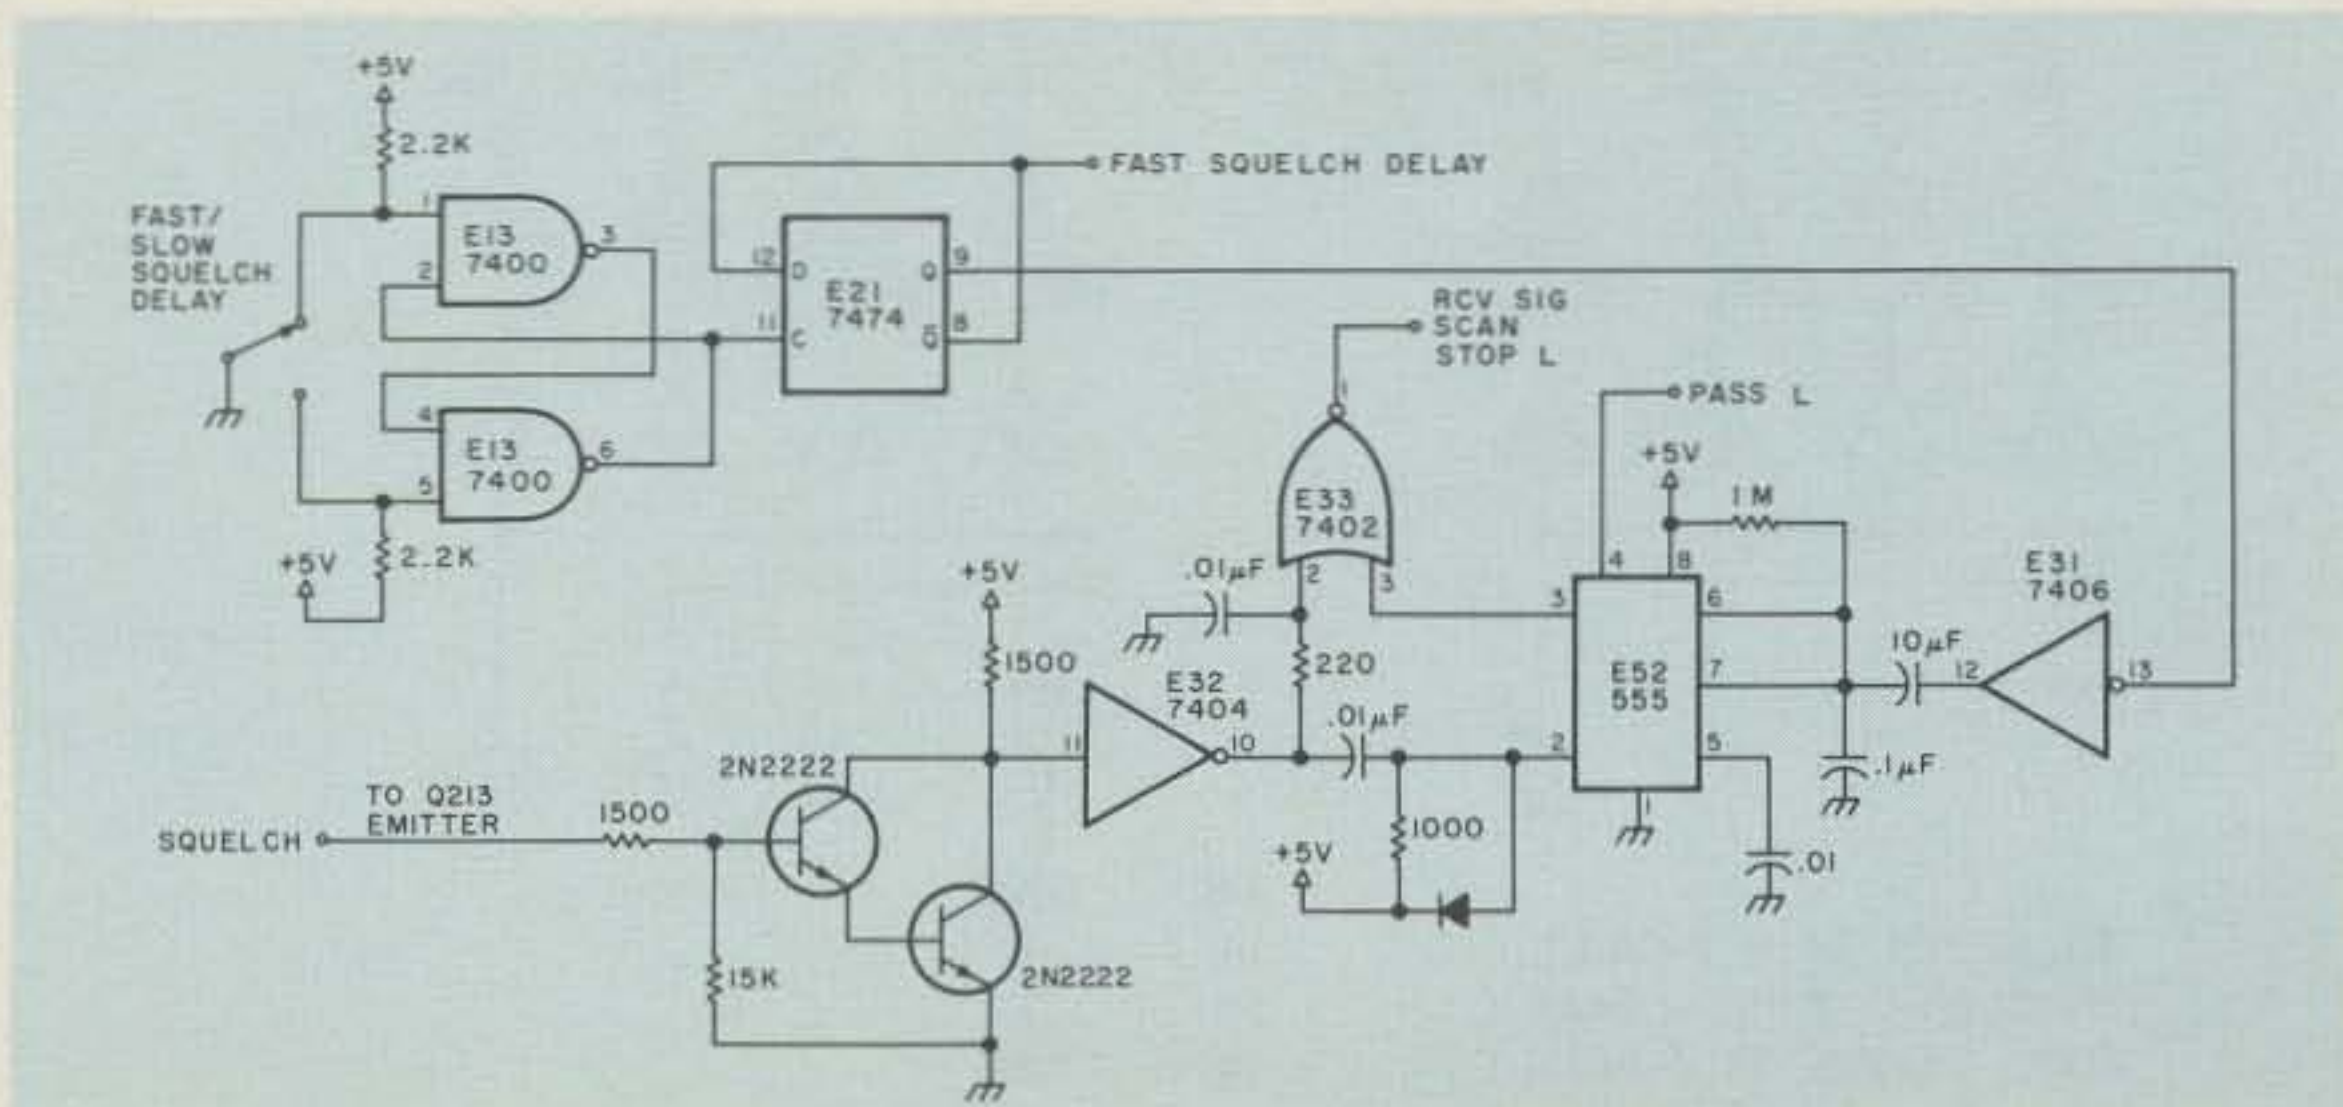 +5V
2.2K
FAST/
SLOW
SQUELCH
DELAY
1
2
E13
7400
3
4
5
E13
7400
6
+5V
2.2K
12
11
D
C
E21
7474
Q
Q̅
9
8
FAST SQUELCH DELAY
RCV SIG
SCAN
STOP L
1
E33
7402
2
3
.01µF
220
PASS L
+5V
1M
4
8
3
6
7
2
5
1
E52
555
10µF
12
E31
7406
13
.1µF
.01
+5V
1500
11
E32
7404
10
.01µF
1000
+5V
SQUELCH
TO Q213
EMITTER
1500
15K
2N2222
2N2222